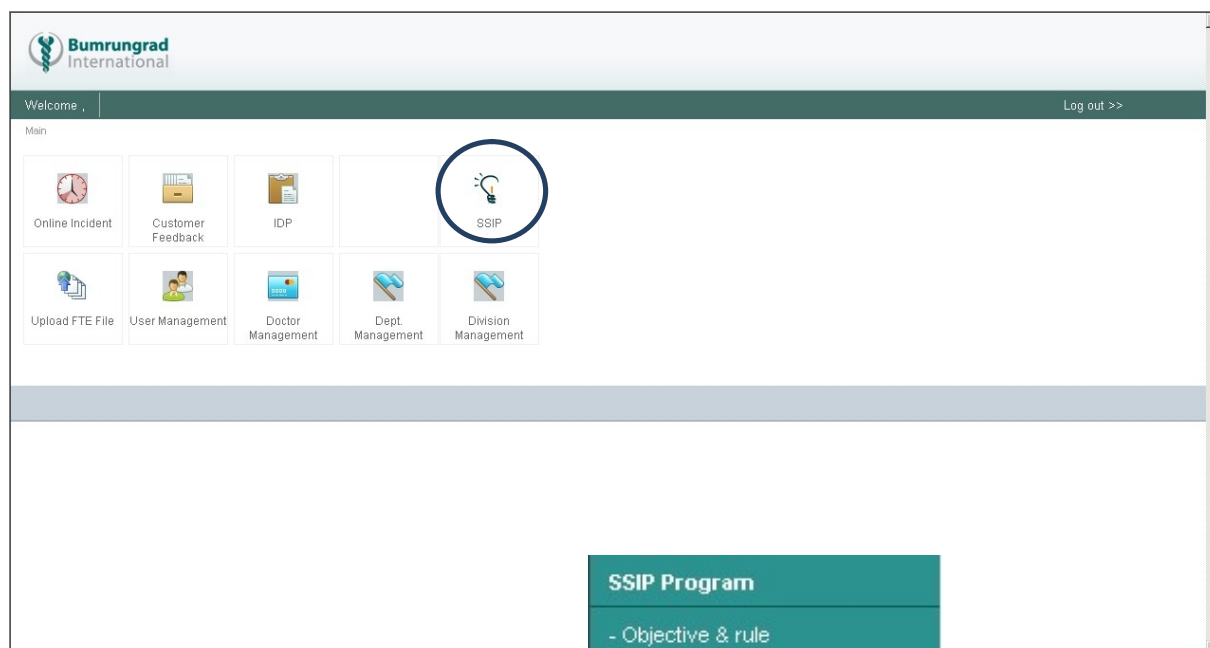 Bumrungrad
International
Welcome ,
Log out >>
Main
Online Incident
Customer
Feedback
IDP
SSIP
Upload FTE File
User Management
Doctor
Management
Dept.
Management
Division
Management
SSIP Program
- Objective & rule